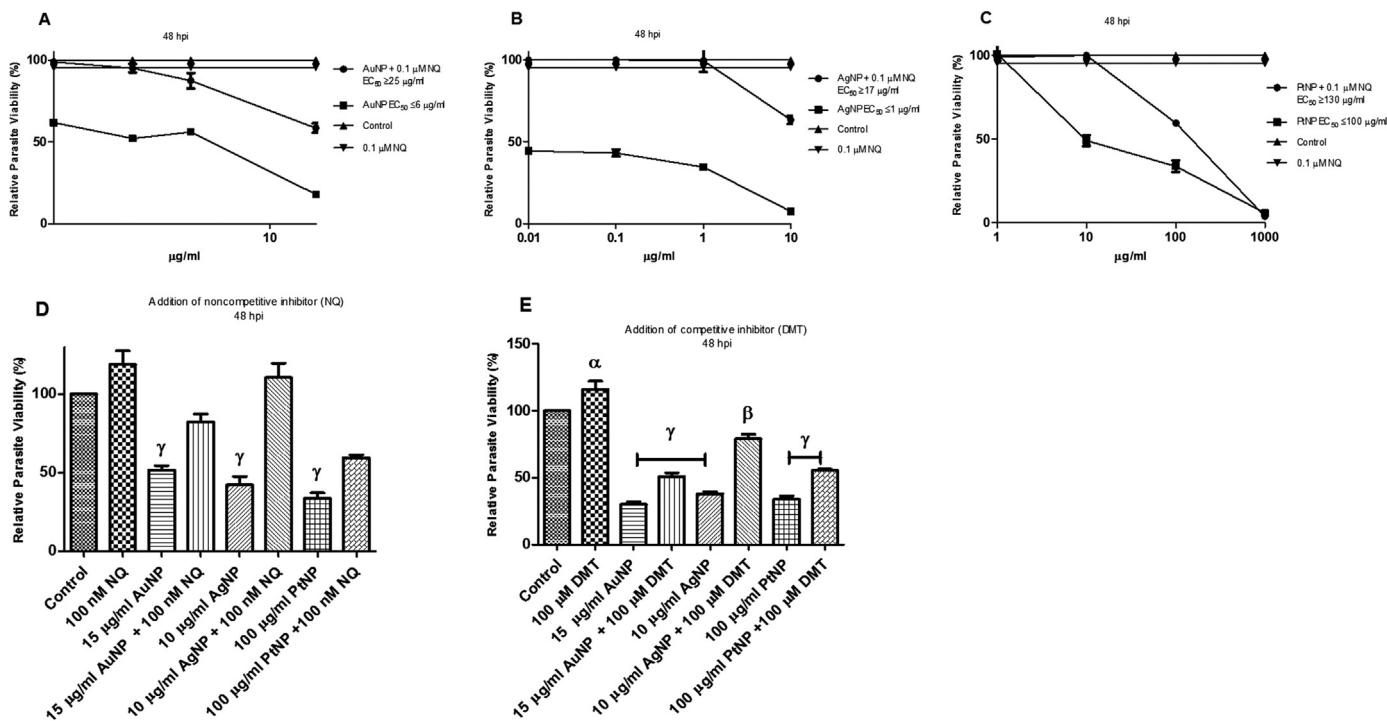 A
48 hpi
Relative Parasite Viability (%)
100
50
0
10
µg/ml
AuNP + 0.1 µM NQ
EC50 ≥25 µg/ml
AuNP EC50 ≤6 µg/ml
Control
0.1 µM NQ
B
48 hpi
Relative Parasite Viability (%)
100
50
0
0.01 0.1 1 10
µg/ml
AgNP + 0.1 µM NQ
EC50 ≥17 µg/ml
AgNP EC50 ≤1 µg/ml
Control
0.1 µM NQ
C
48 hpi
Relative Parasite Viability (%)
100
50
0
1 10 100 1000
µg/ml
PtNP + 0.1 µM NQ
EC50 ≥130 µg/ml
PtNP EC50 ≤100 µg/ml
Control
0.1 µM NQ
D
Addition of noncompetitive inhibitor (NQ)
48 hpi
Relative Parasite Viability (%)
100
50
0
γ
γ
γ
Control
100 nM NQ
15 µg/ml AuNP
15 µg/ml AuNP + 100 nM NQ
10 µg/ml AgNP
10 µg/ml AgNP + 100 nM NQ
100 µg/ml PtNP
100 µg/ml PtNP +100 nM NQ
E
Addition of competitive inhibitor (DMT)
48 hpi
Relative Parasite Viability (%)
150
100
50
0
α
γ
β
γ
Control
100 µM DMT
15 µg/ml AuNP
15 µg/ml AuNP + 100 µM DMT
10 µg/ml AgNP
10 µg/ml AgNP + 100 µM DMT
100 µg/ml PtNP
100 µg/ml PtNP +100 µM DMT